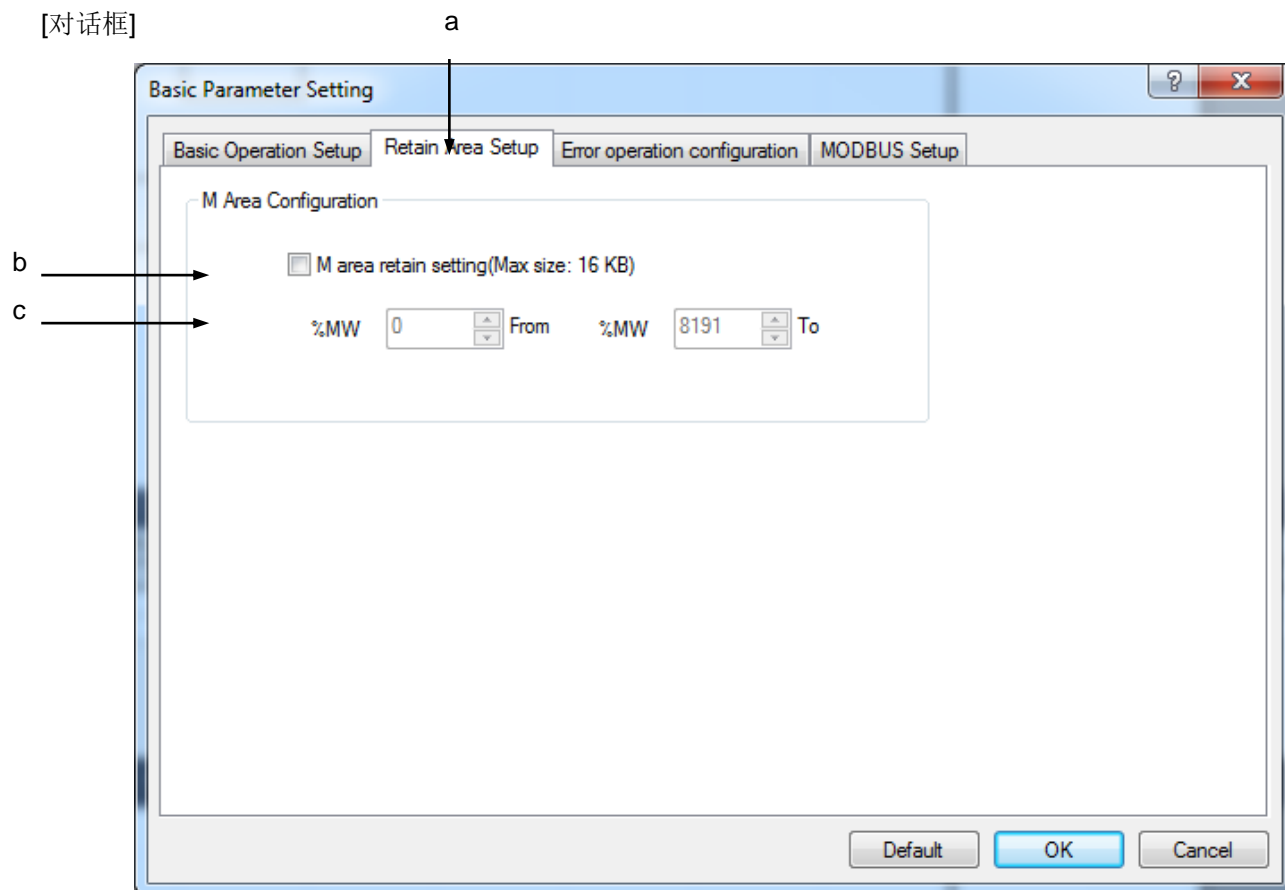 [对话框]
a
Basic Parameter Setting
Basic Operation Setup
Retain Area Setup
Error operation configuration
MODBUS Setup
M Area Configuration
b
M area retain setting(Max size: 16 KB)
c
%MW 0 From %MW 8191 To
Default OK Cancel